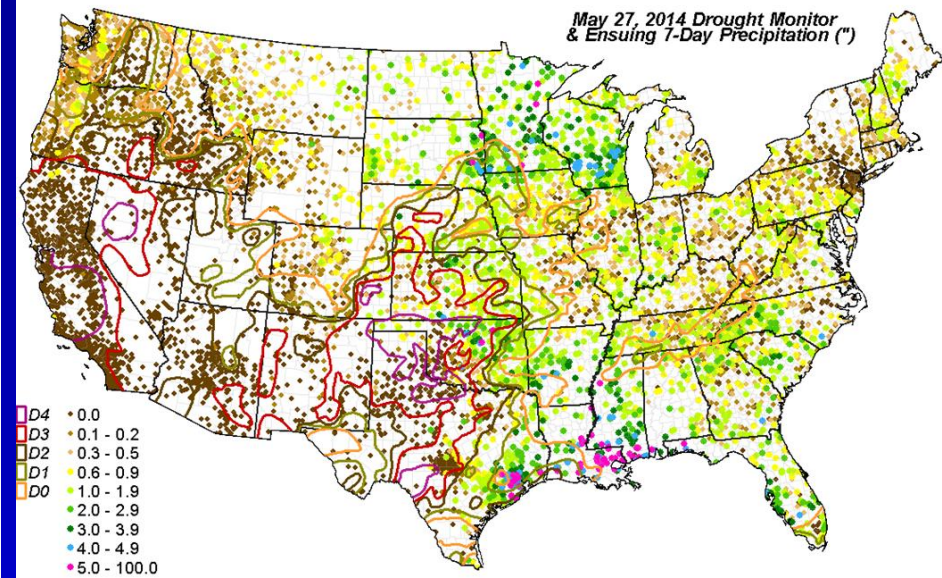 May 27, 2014 Drought Monitor
& Ensuing 7-Day Precipitation (")
D4
D3
D2
D1
D0
0.0
0.1 - 0.2
0.3 - 0.5
0.6 - 0.9
1.0 - 1.9
2.0 - 2.9
3.0 - 3.9
4.0 - 4.9
5.0 - 100.0